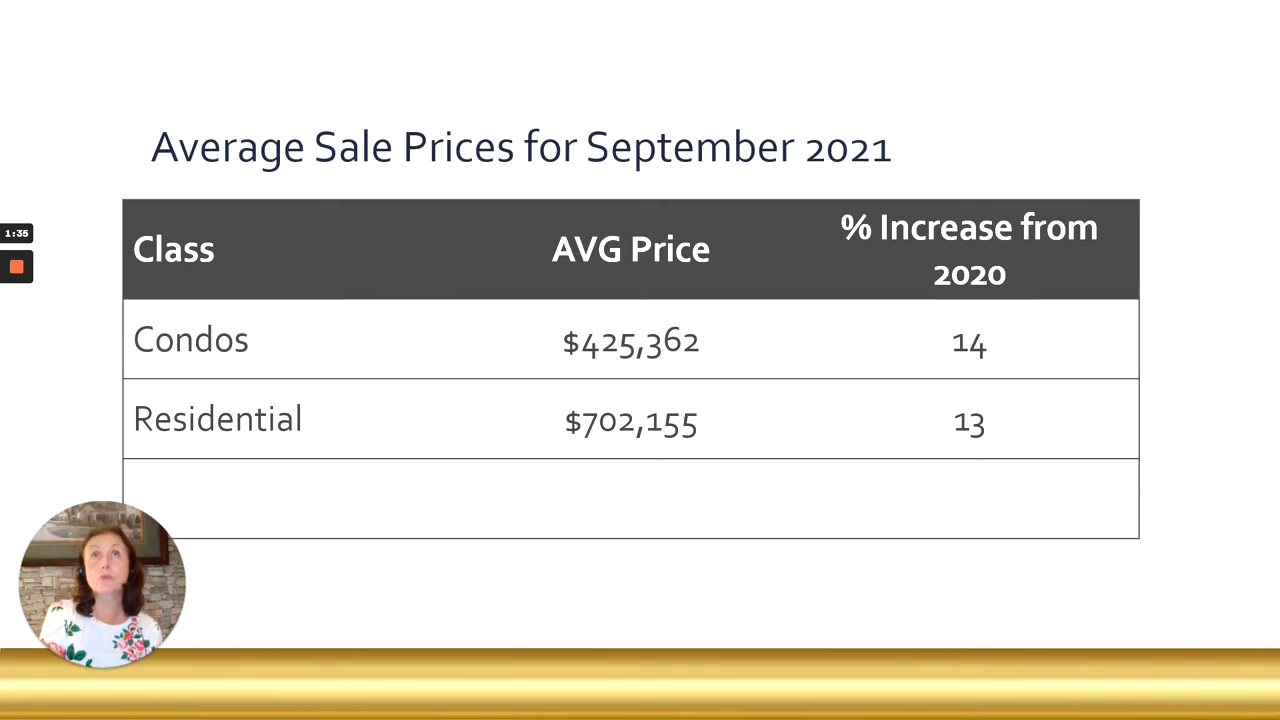 Average Sale Prices for September 2021
1:35
Class AVG Price % Increase from
2020
Condos $425,362 14
Residential $702,155 13